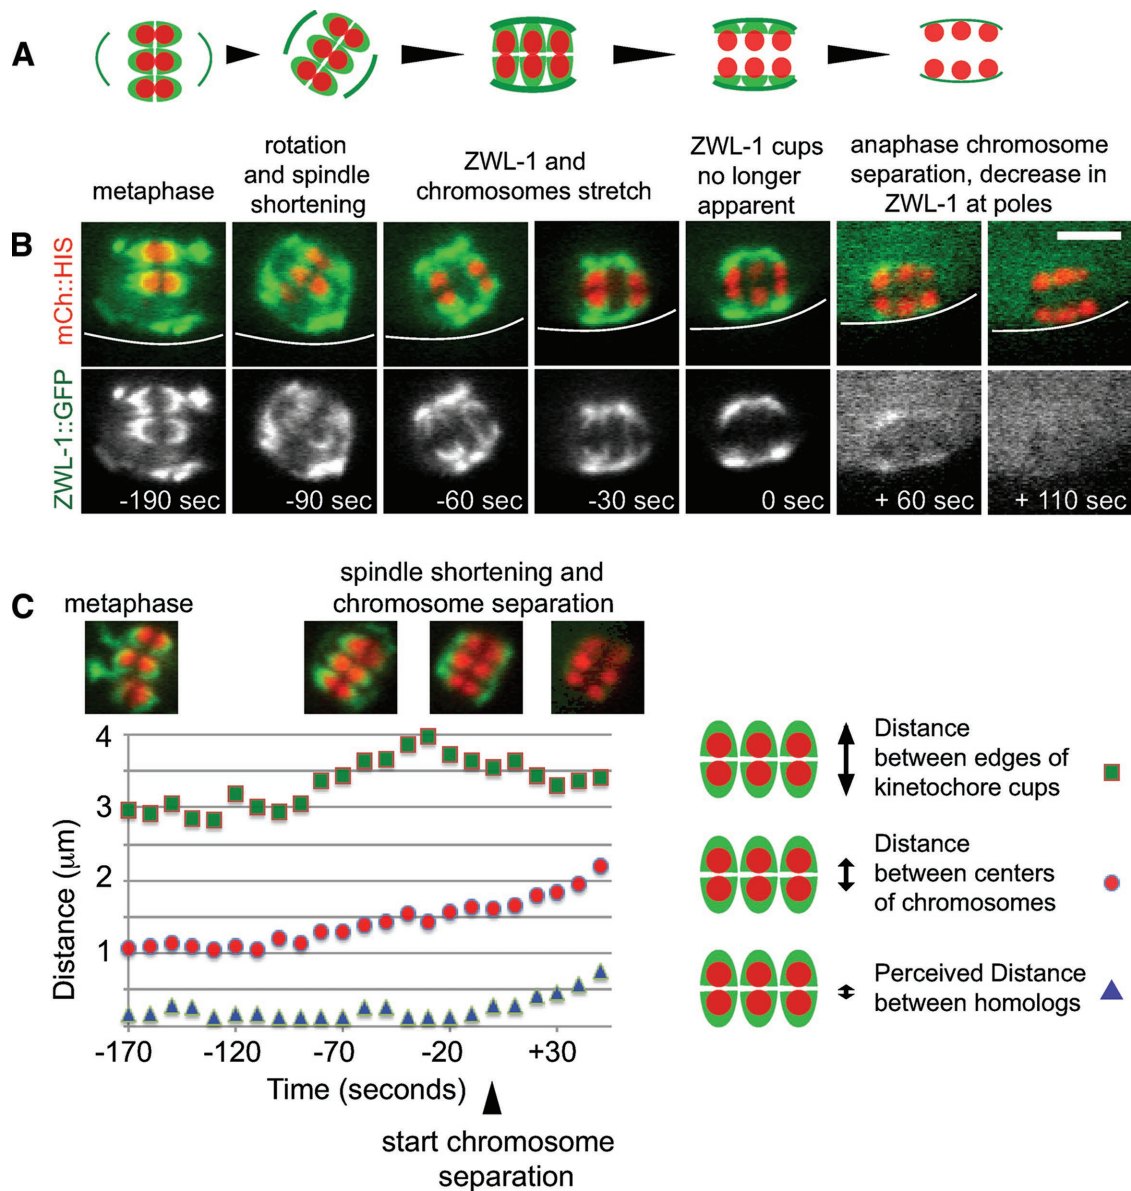 A
metaphase
rotation
and spindle
shortening
ZWL-1 and
chromosomes stretch
ZWL-1 cups
no longer
apparent
anaphase chromosome
separation, decrease in
ZWL-1 at poles
B
mCh::HIS
ZWL-1::GFP
-190 sec
-90 sec
-60 sec
-30 sec
0 sec
+ 60 sec
+ 110 sec
C
metaphase
spindle shortening and
chromosome separation
Distance (μm)
4
3
2
1
-170
-120
-70
-20
+30
Time (seconds)
start chromosome
separation
Distance
between edges of
kinetochore cups
Distance
between centers
of chromosomes
Perceived Distance
between homologs